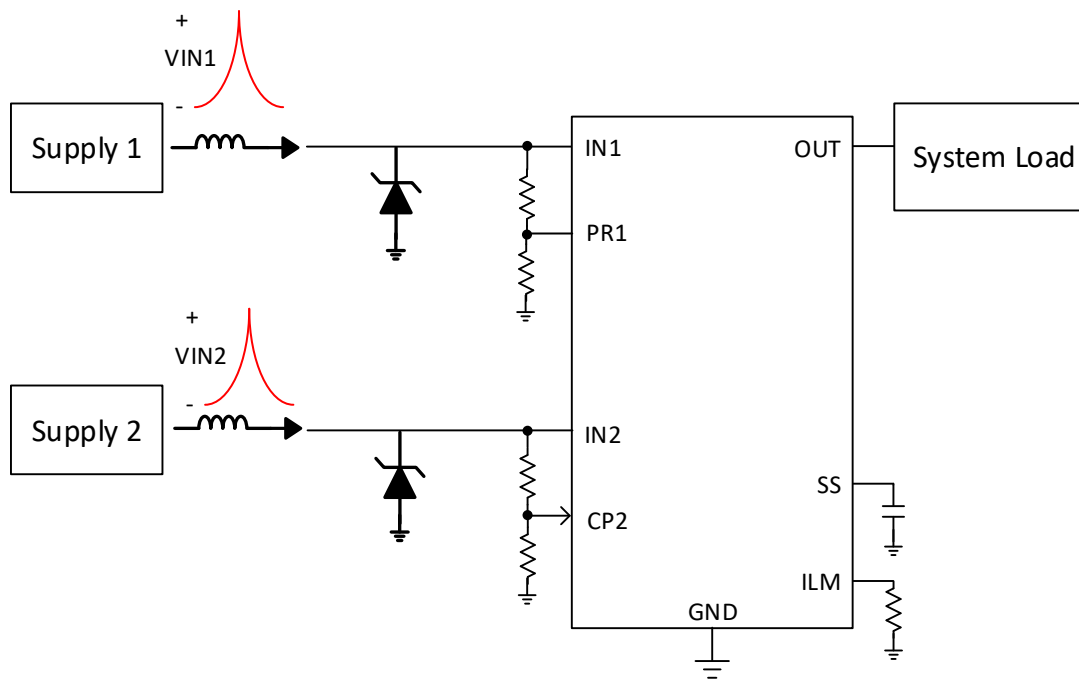 +
VIN1
-
Supply 1
IN1
OUT
System Load
PR1
+
VIN2
-
Supply 2
IN2
CP2
SS
ILM
GND